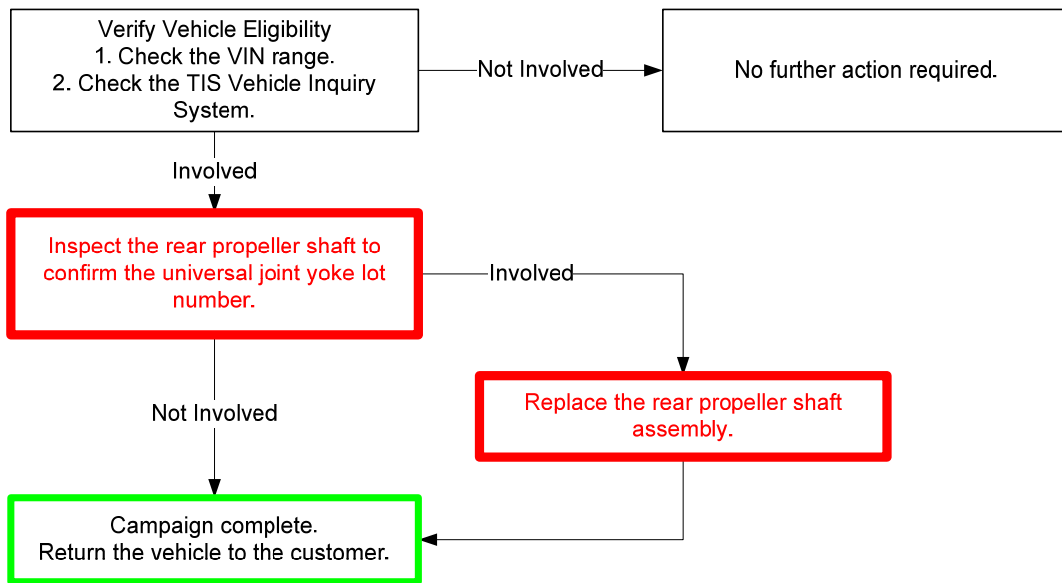 Verify Vehicle Eligibility
1. Check the VIN range.
2. Check the TIS Vehicle Inquiry
System.
Not Involved
No further action required.
Involved
Inspect the rear propeller shaft to
confirm the universal joint yoke lot
number.
Involved
Not Involved
Replace the rear propeller shaft
assembly.
Campaign complete.
Return the vehicle to the customer.